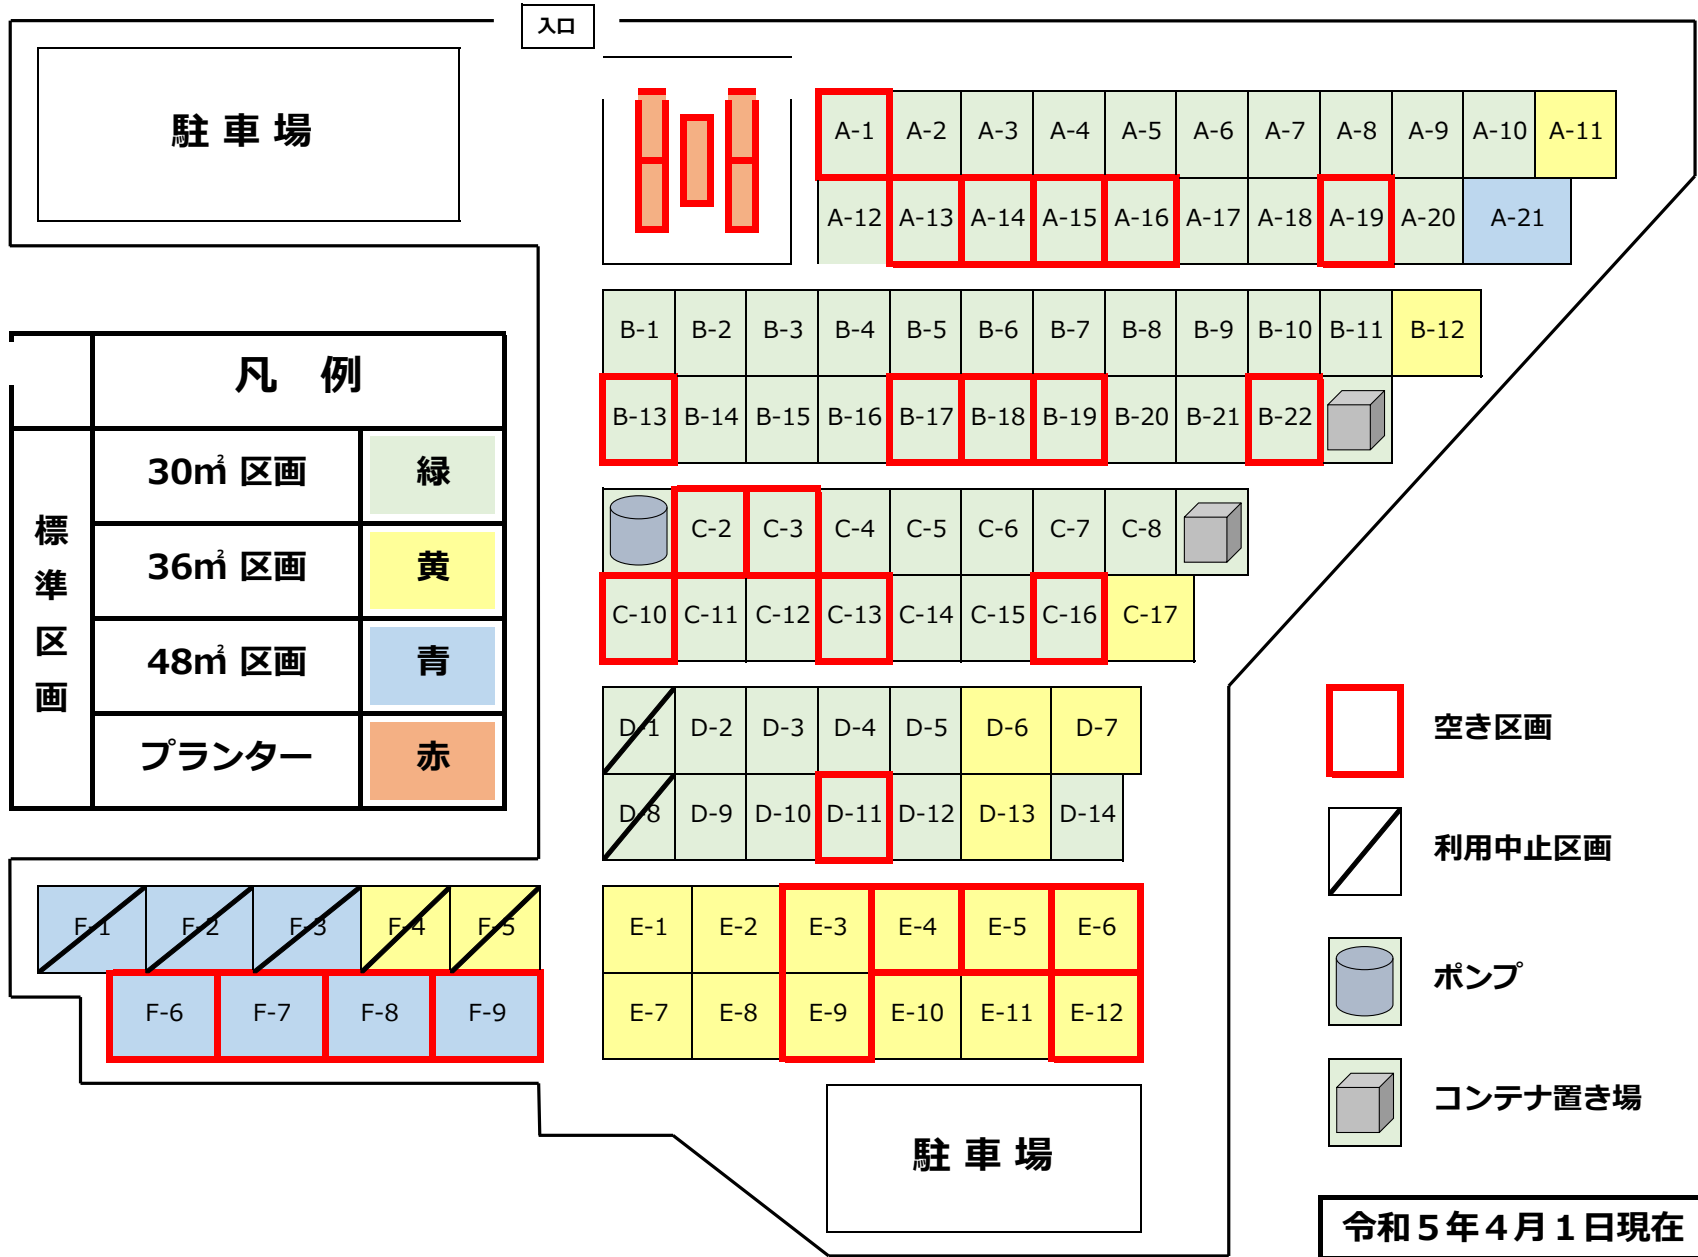 入口
駐車場
A-1 A-2 A-3 A-4 A-5 A-6 A-7 A-8 A-9 A-10 A-11
A-12 A-13 A-14 A-15 A-16 A-17 A-18 A-19 A-20 A-21
B-1 B-2 B-3 B-4 B-5 B-6 B-7 B-8 B-9 B-10 B-11 B-12
B-13 B-14 B-15 B-16 B-17 B-18 B-19 B-20 B-21 B-22
凡 例
標準区画
30㎡ 区画 緑
36㎡ 区画 黄
48㎡ 区画 青
プランター 赤
C-2 C-3 C-4 C-5 C-6 C-7 C-8
C-10 C-11 C-12 C-13 C-14 C-15 C-16 C-17
D-1 D-2 D-3 D-4 D-5 D-6 D-7
D-8 D-9 D-10 D-11 D-12 D-13 D-14
F-1 F-2 F-3 F-4 F-5
F-6 F-7 F-8 F-9
E-1 E-2 E-3 E-4 E-5 E-6
E-7 E-8 E-9 E-10 E-11 E-12
空き区画
利用中止区画
ポンプ
コンテナ置き場
駐車場
令和５年４月１日現在